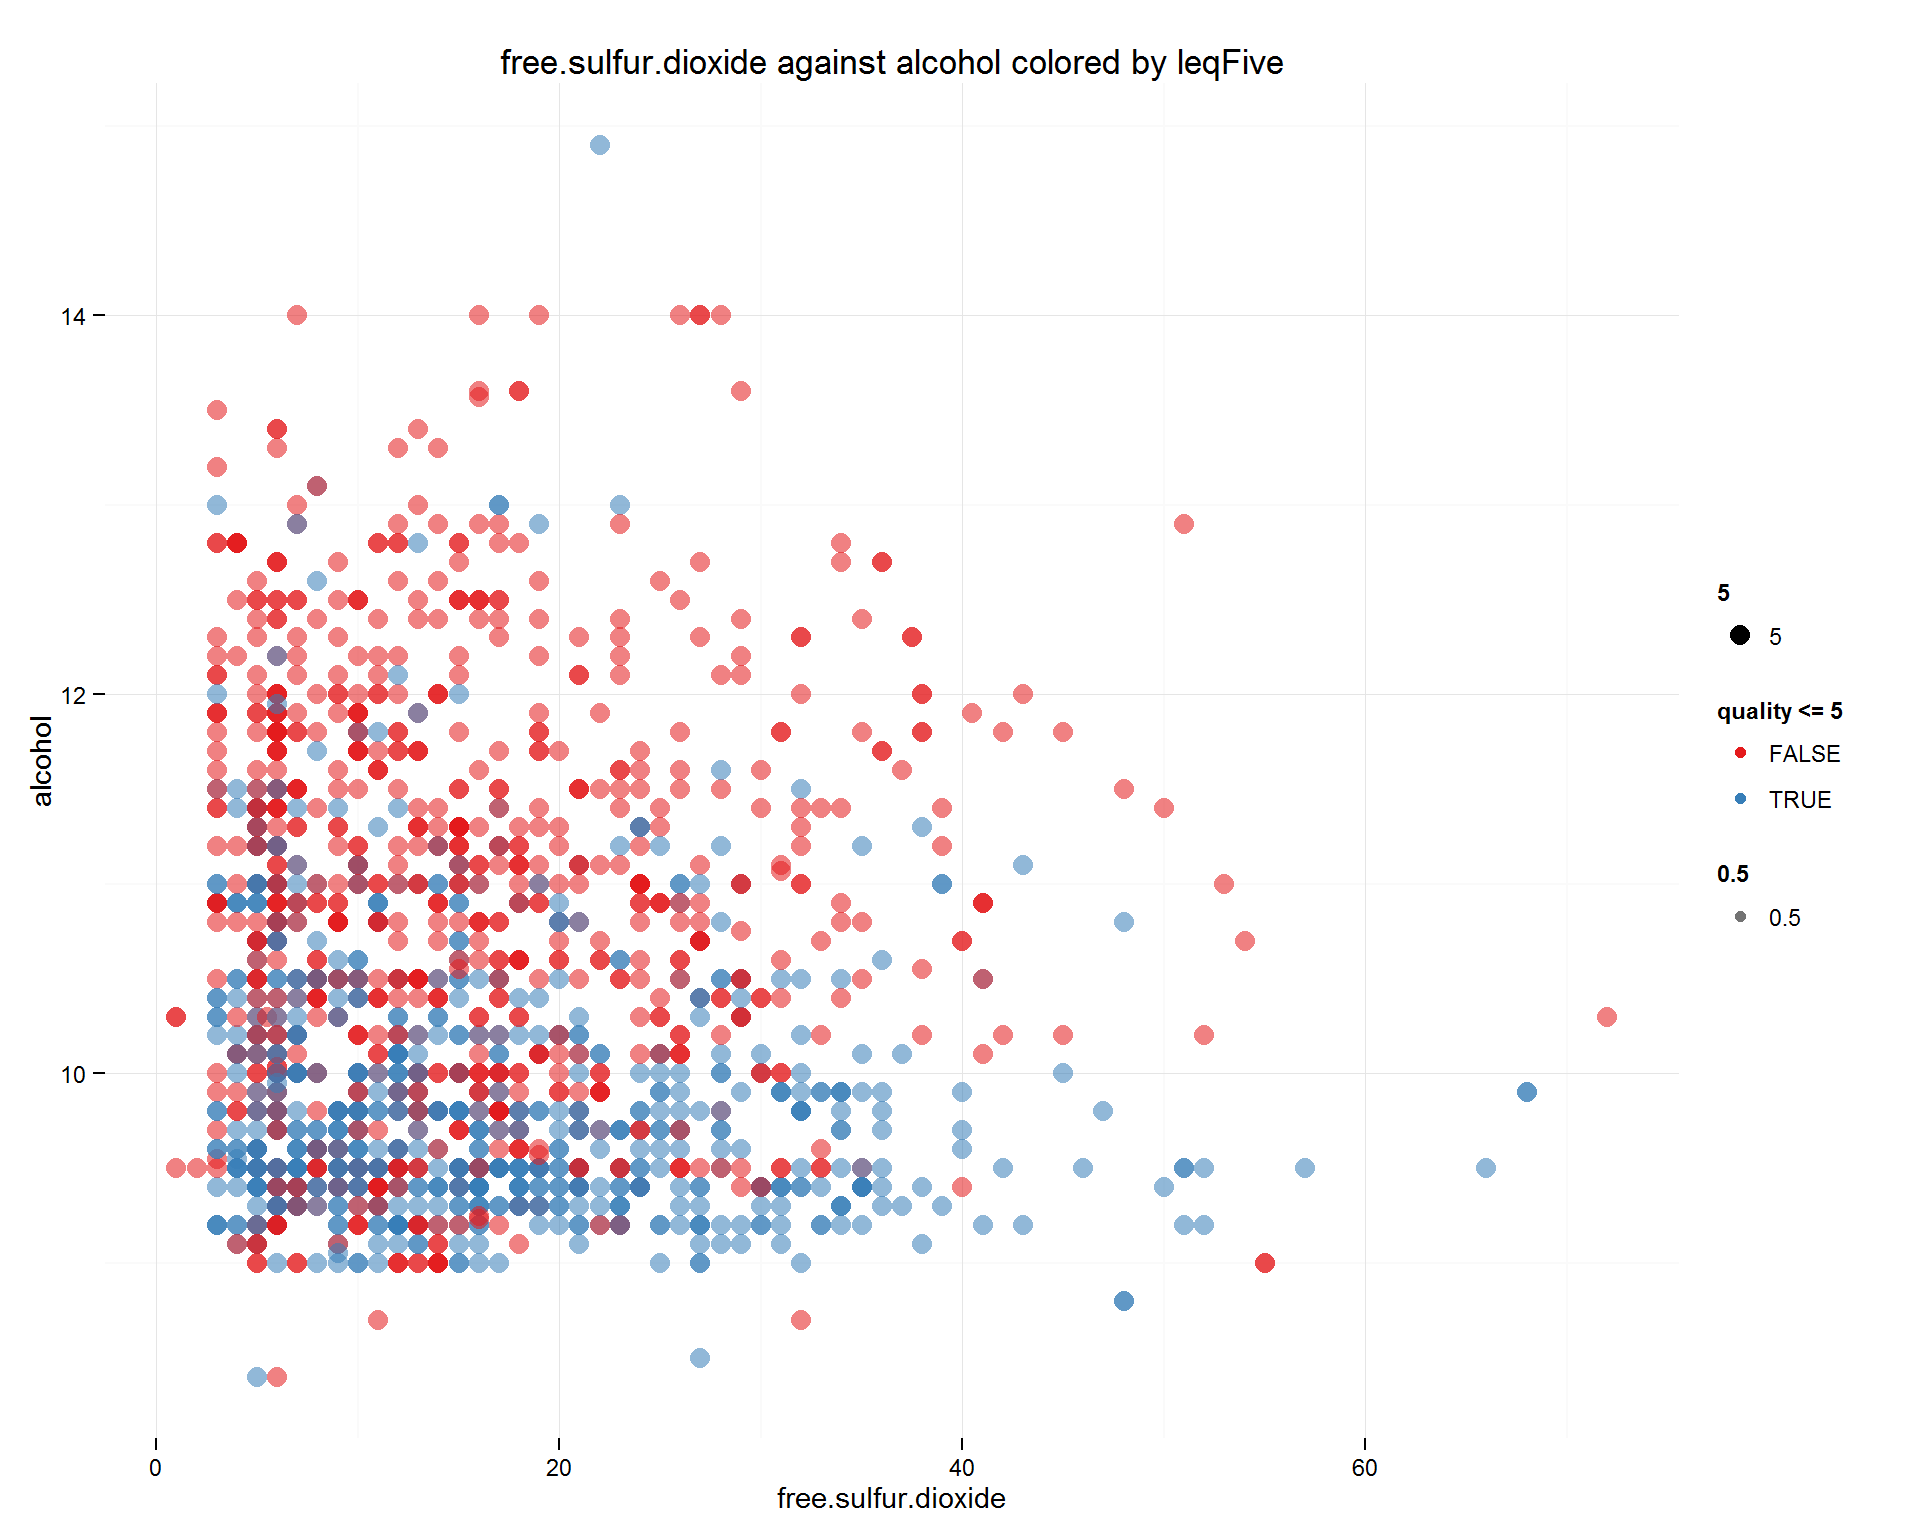 free.sulfur.dioxide against alcohol colored by leqFive
14
12
10
alcohol
0
20
40
60
free.sulfur.dioxide
5
5
quality <= 5
FALSE
TRUE
0.5
0.5